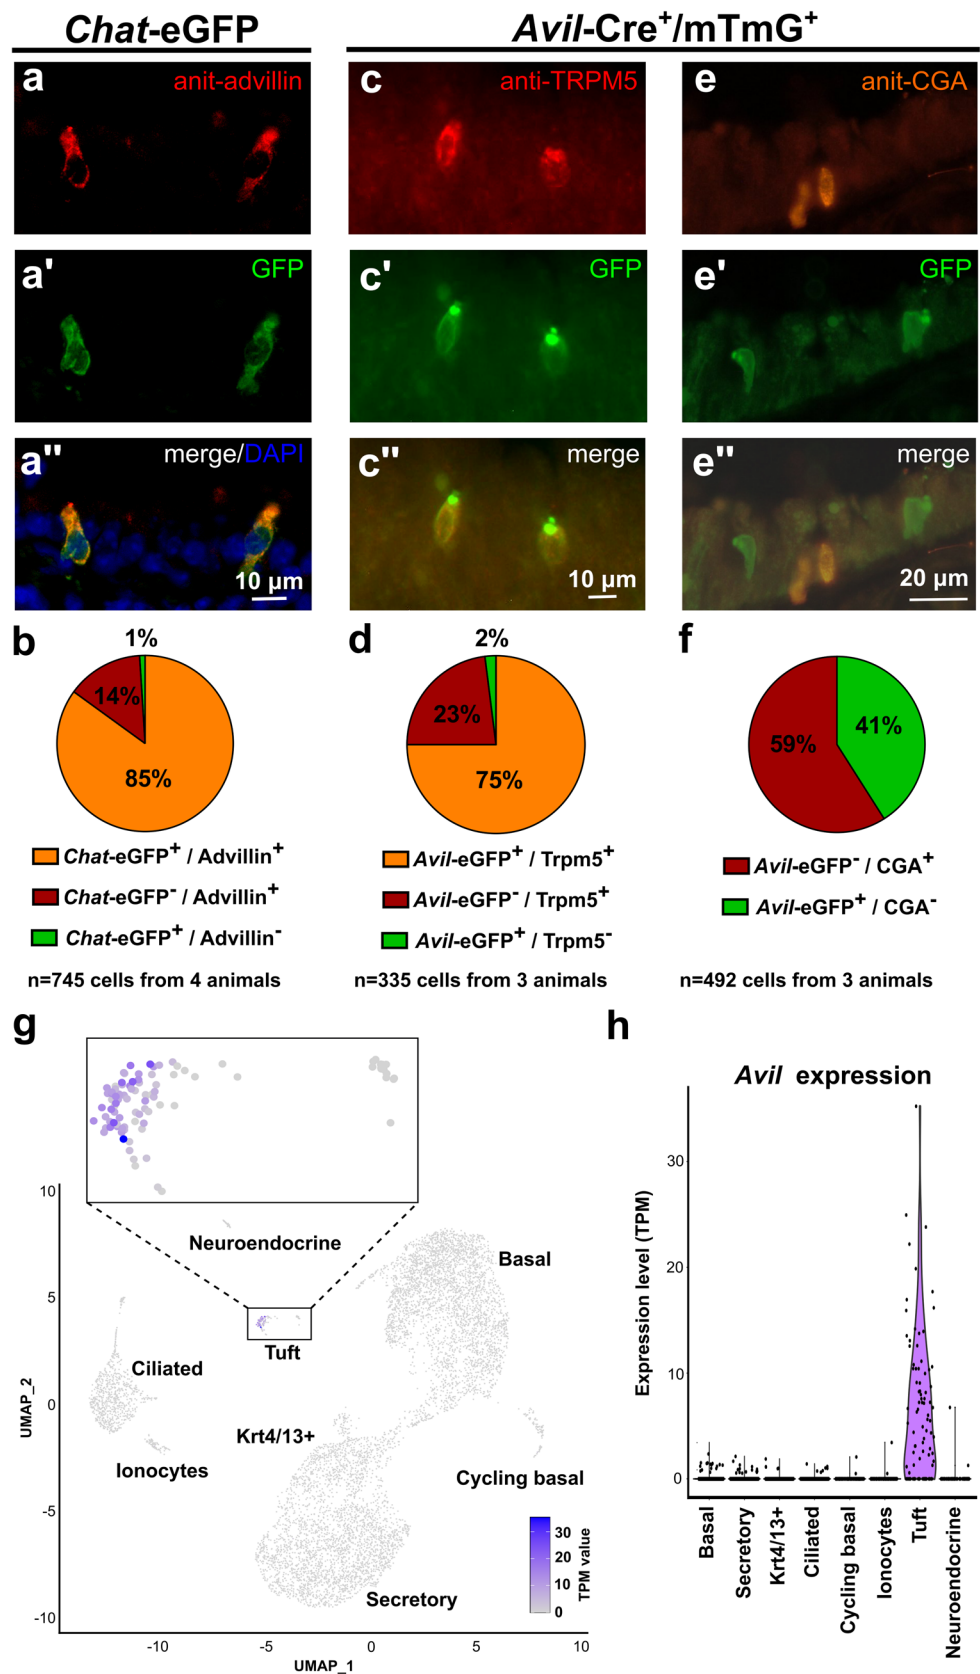 Chat-eGFP
Avil-Cre+/mTmG+
a
anit-advillin
c
anti-TRPM5
e
anit-CGA
a'
GFP
c'
GFP
e'
GFP
a''
merge/DAPI
10 µm
c''
merge
10 µm
e''
merge
20 µm
b
1%
14%
85%
Chat-eGFP+ / Advillin+
Chat-eGFP- / Advillin+
Chat-eGFP+ / Advillin-
n=745 cells from 4 animals
d
2%
23%
75%
Avil-eGFP+ / Trpm5+
Avil-eGFP- / Trpm5+
Avil-eGFP+ / Trpm5-
n=335 cells from 3 animals
f
59%
41%
Avil-eGFP- / CGA+
Avil-eGFP+ / CGA-
n=492 cells from 3 animals
g
Neuroendocrine
Basal
Tuft
Ciliated
Krt4/13+
Ionocytes
Cycling basal
Secretory
10
5
0
-5
-10
UMAP_2
-10
-5
0
5
10
UMAP_1
30
20
10
0
TPM value
h
Avil expression
Expression level (TPM)
30
20
10
0
Basal
Secretory
Krt4/13+
Ciliated
Cycling basal
Ionocytes
Tuft
Neuroendocrine